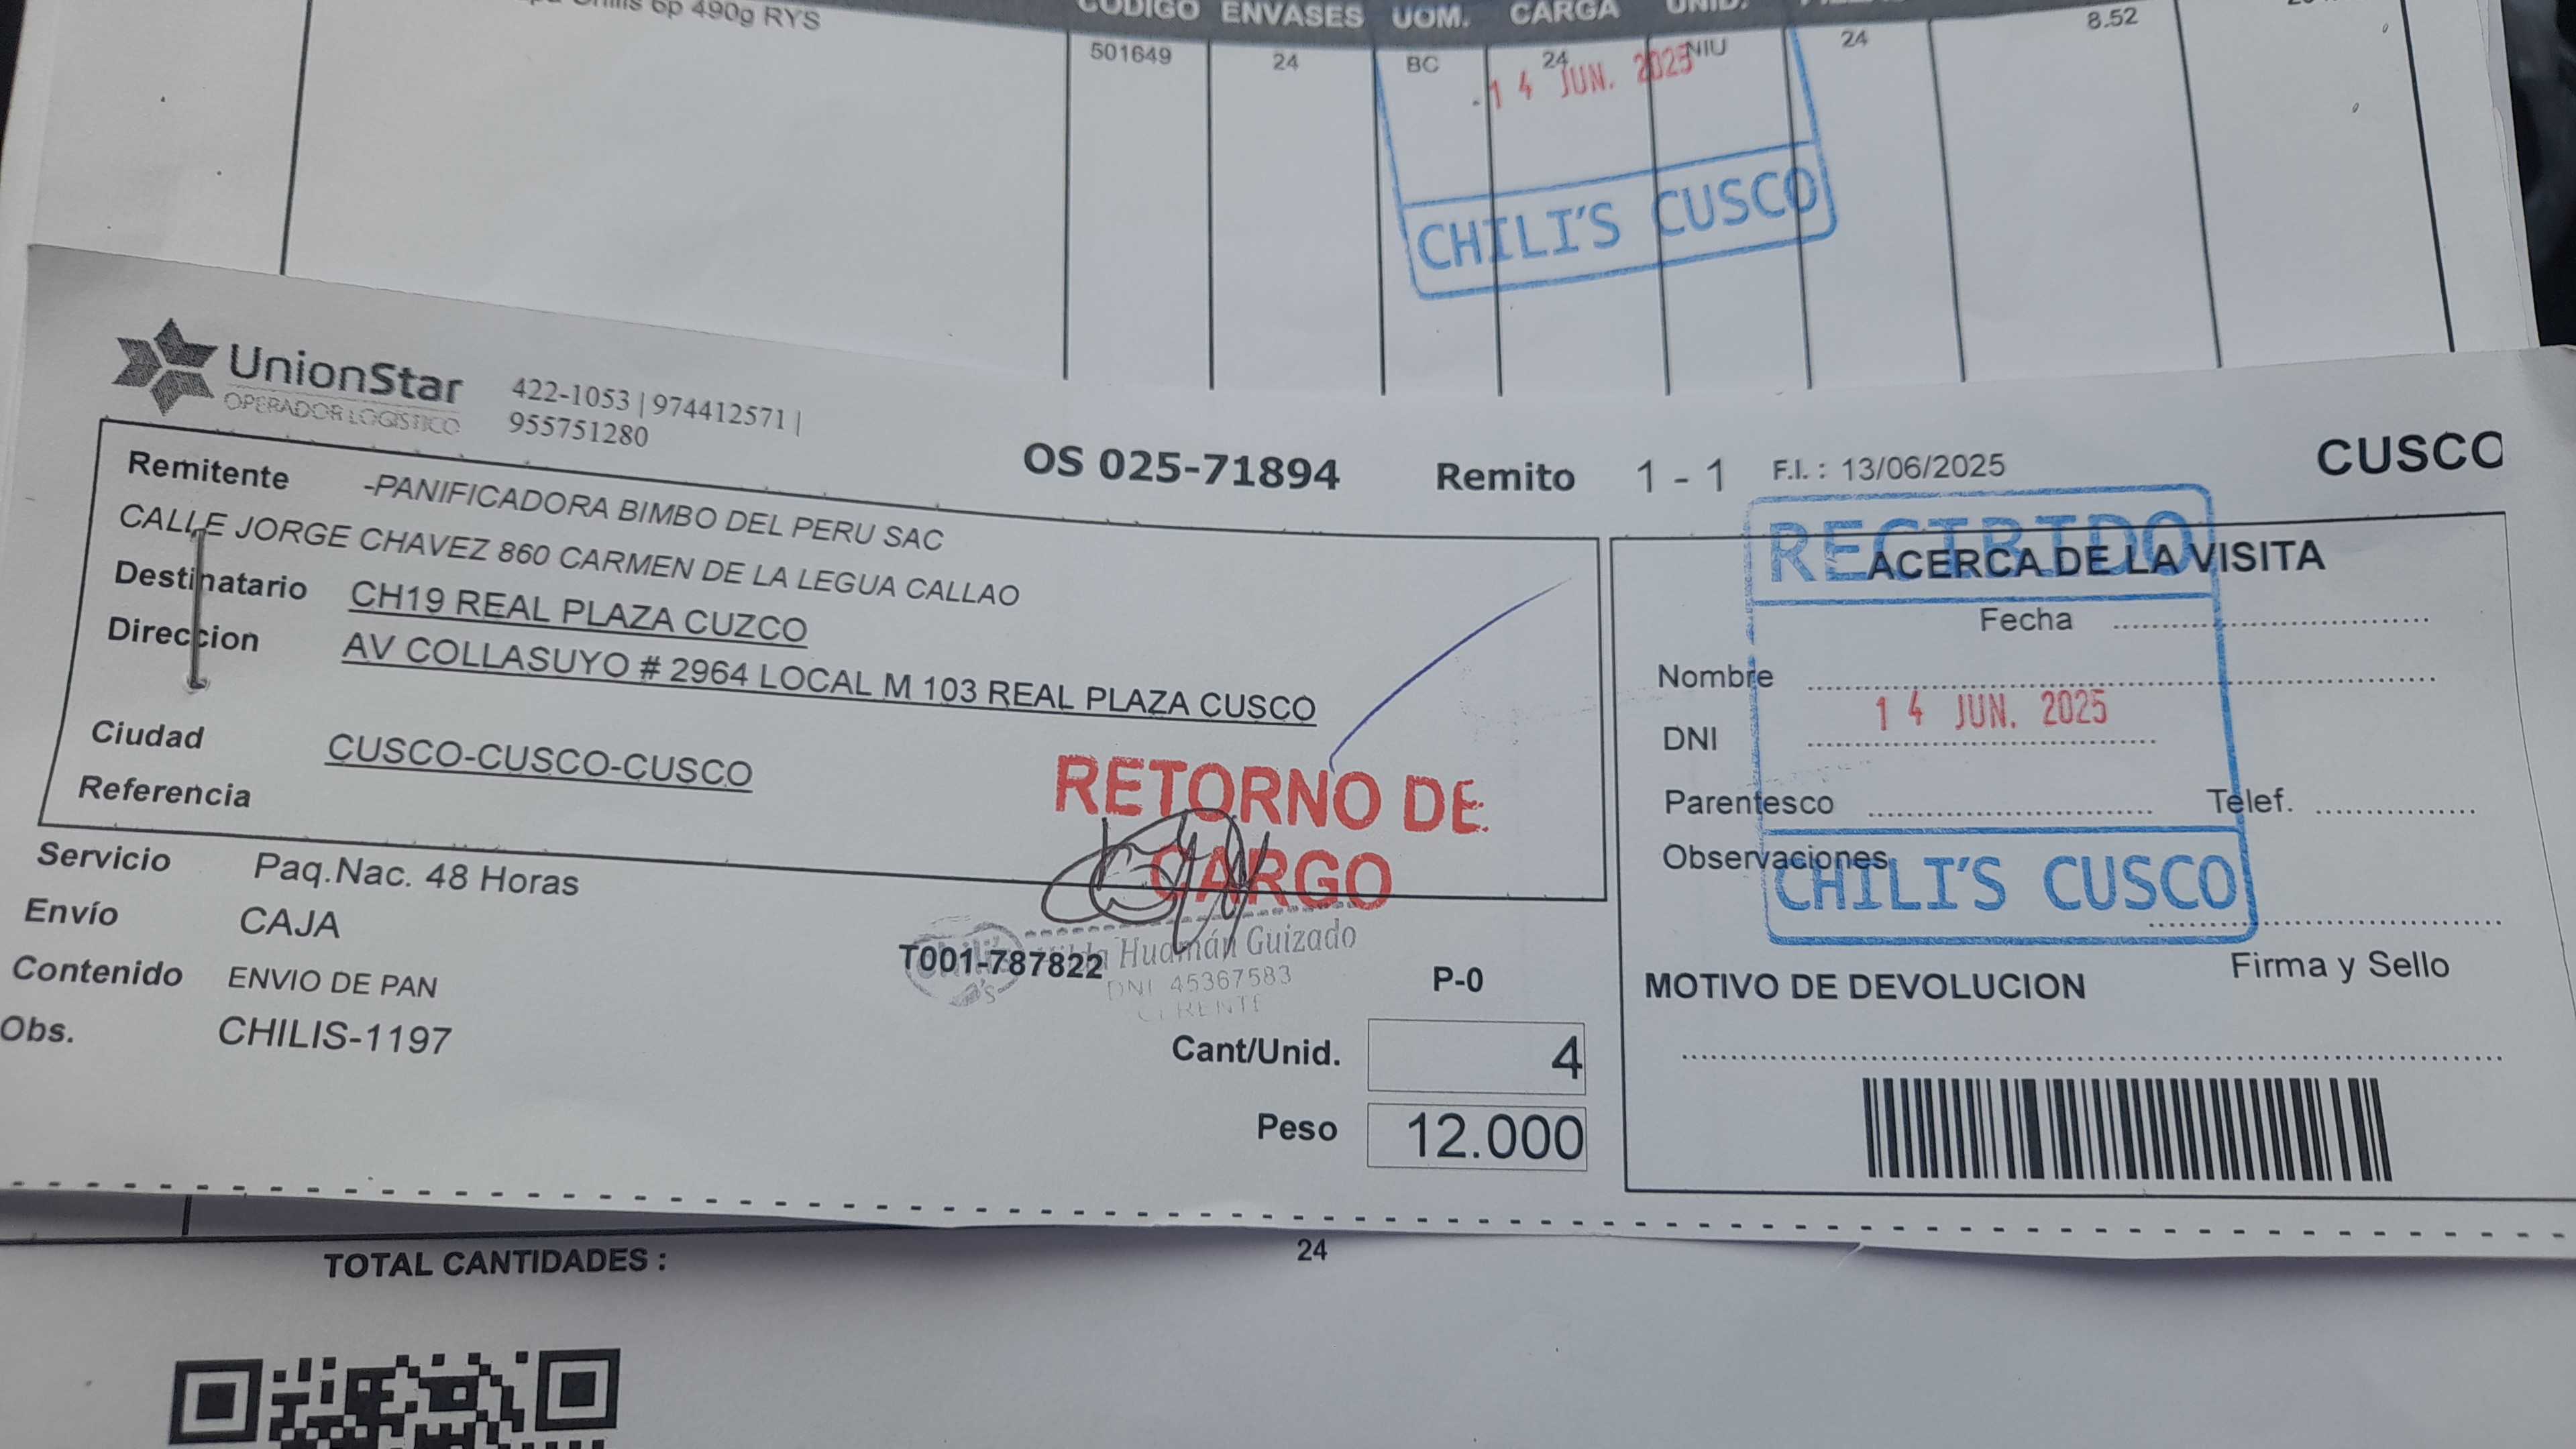 6p 490g RYS
CODIGO ENVASES UOM. CARGA UNID.
501649 24 BC 24 NIU 24 8.52
14 JUN. 2025
CHILI'S CUSCO
UnionStar
OPERADOR LOGISTICO
422-1053 | 974412571 |
955751280
OS 025-71894 Remito 1 - 1 F.I. : 13/06/2025 CUSCO
Remitente -PANIFICADORA BIMBO DEL PERU SAC
CALLE JORGE CHAVEZ 860 CARMEN DE LA LEGUA CALLAO
Destinatario CH19 REAL PLAZA CUZCO
Direccion AV COLLASUYO # 2964 LOCAL M 103 REAL PLAZA CUSCO
Ciudad CUSCO-CUSCO-CUSCO
Referencia
RETORNO DE
CARGO
Servicio Paq.Nac. 48 Horas
Envío CAJA
Contenido ENVIO DE PAN
Obs. CHILIS-1197
T001-787822
Huamán Guizado
DNI 45367583
GERENTE
P-0
Cant/Unid. 4
Peso 12.000
RECIBIDO
ACERCA DE LA VISITA
Fecha
Nombre
14 JUN. 2025
DNI
Parentesco Telef.
Observaciones
CHILI'S CUSCO
Firma y Sello
MOTIVO DE DEVOLUCION
TOTAL CANTIDADES : 24